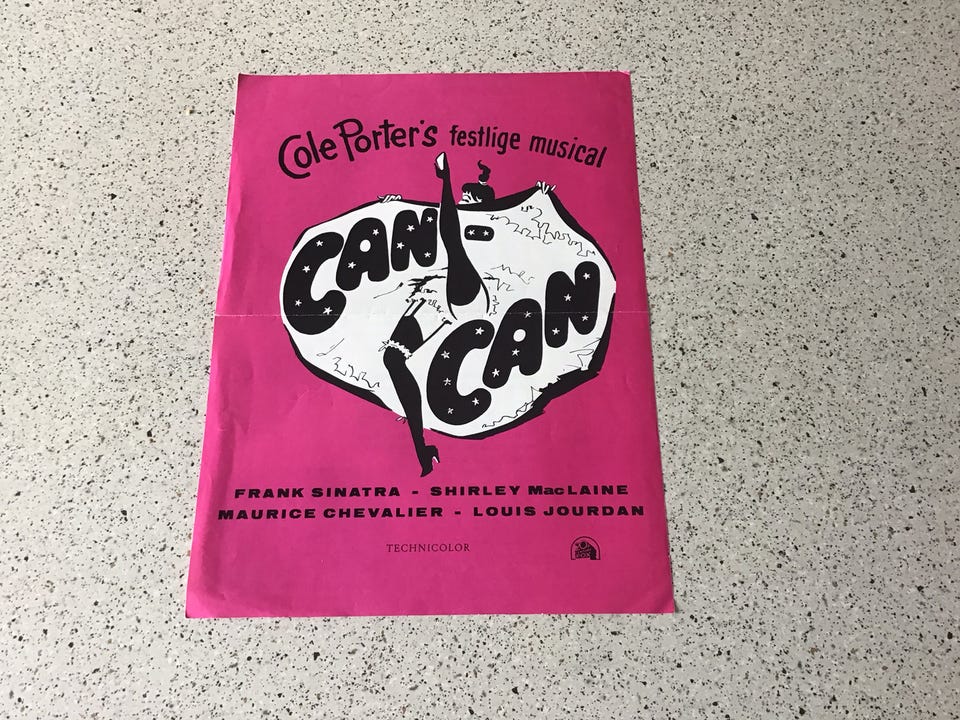 Cole Porter's festlige musical
CAN-
CAN
FRANK SINATRA - SHIRLEY MacLAINE
MAURICE CHEVALIER - LOUIS JOURDAN
TECHNICOLOR